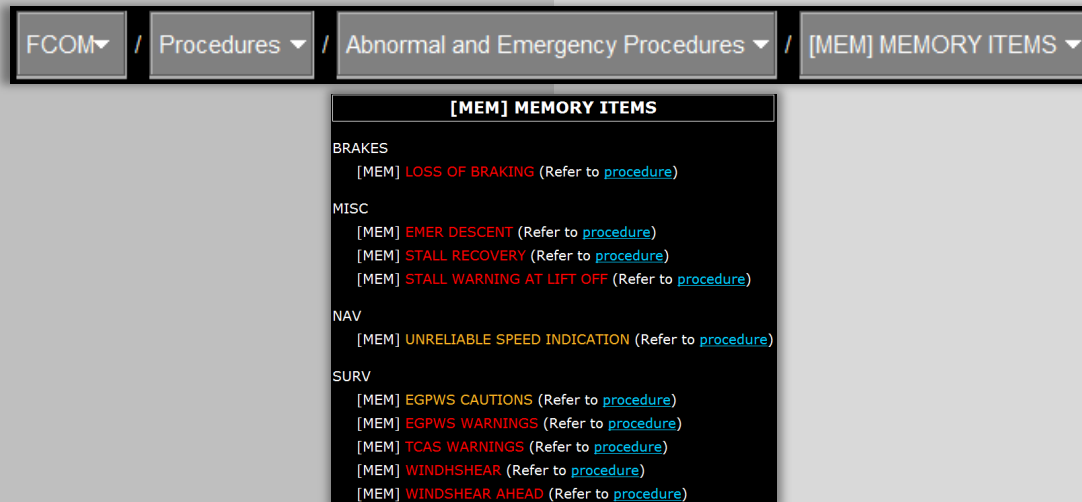 FCOM / Procedures / Abnormal and Emergency Procedures / [MEM] MEMORY ITEMS
[MEM] MEMORY ITEMS
BRAKES
[MEM] LOSS OF BRAKING (Refer to procedure)
MISC
[MEM] EMER DESCENT (Refer to procedure)
[MEM] STALL RECOVERY (Refer to procedure)
[MEM] STALL WARNING AT LIFT OFF (Refer to procedure)
NAV
[MEM] UNRELIABLE SPEED INDICATION (Refer to procedure)
SURV
[MEM] EGPWS CAUTIONS (Refer to procedure)
[MEM] EGPWS WARNINGS (Refer to procedure)
[MEM] TCAS WARNINGS (Refer to procedure)
[MEM] WINDHSHEAR (Refer to procedure)
[MEM] WINDSHEAR AHEAD (Refer to procedure)